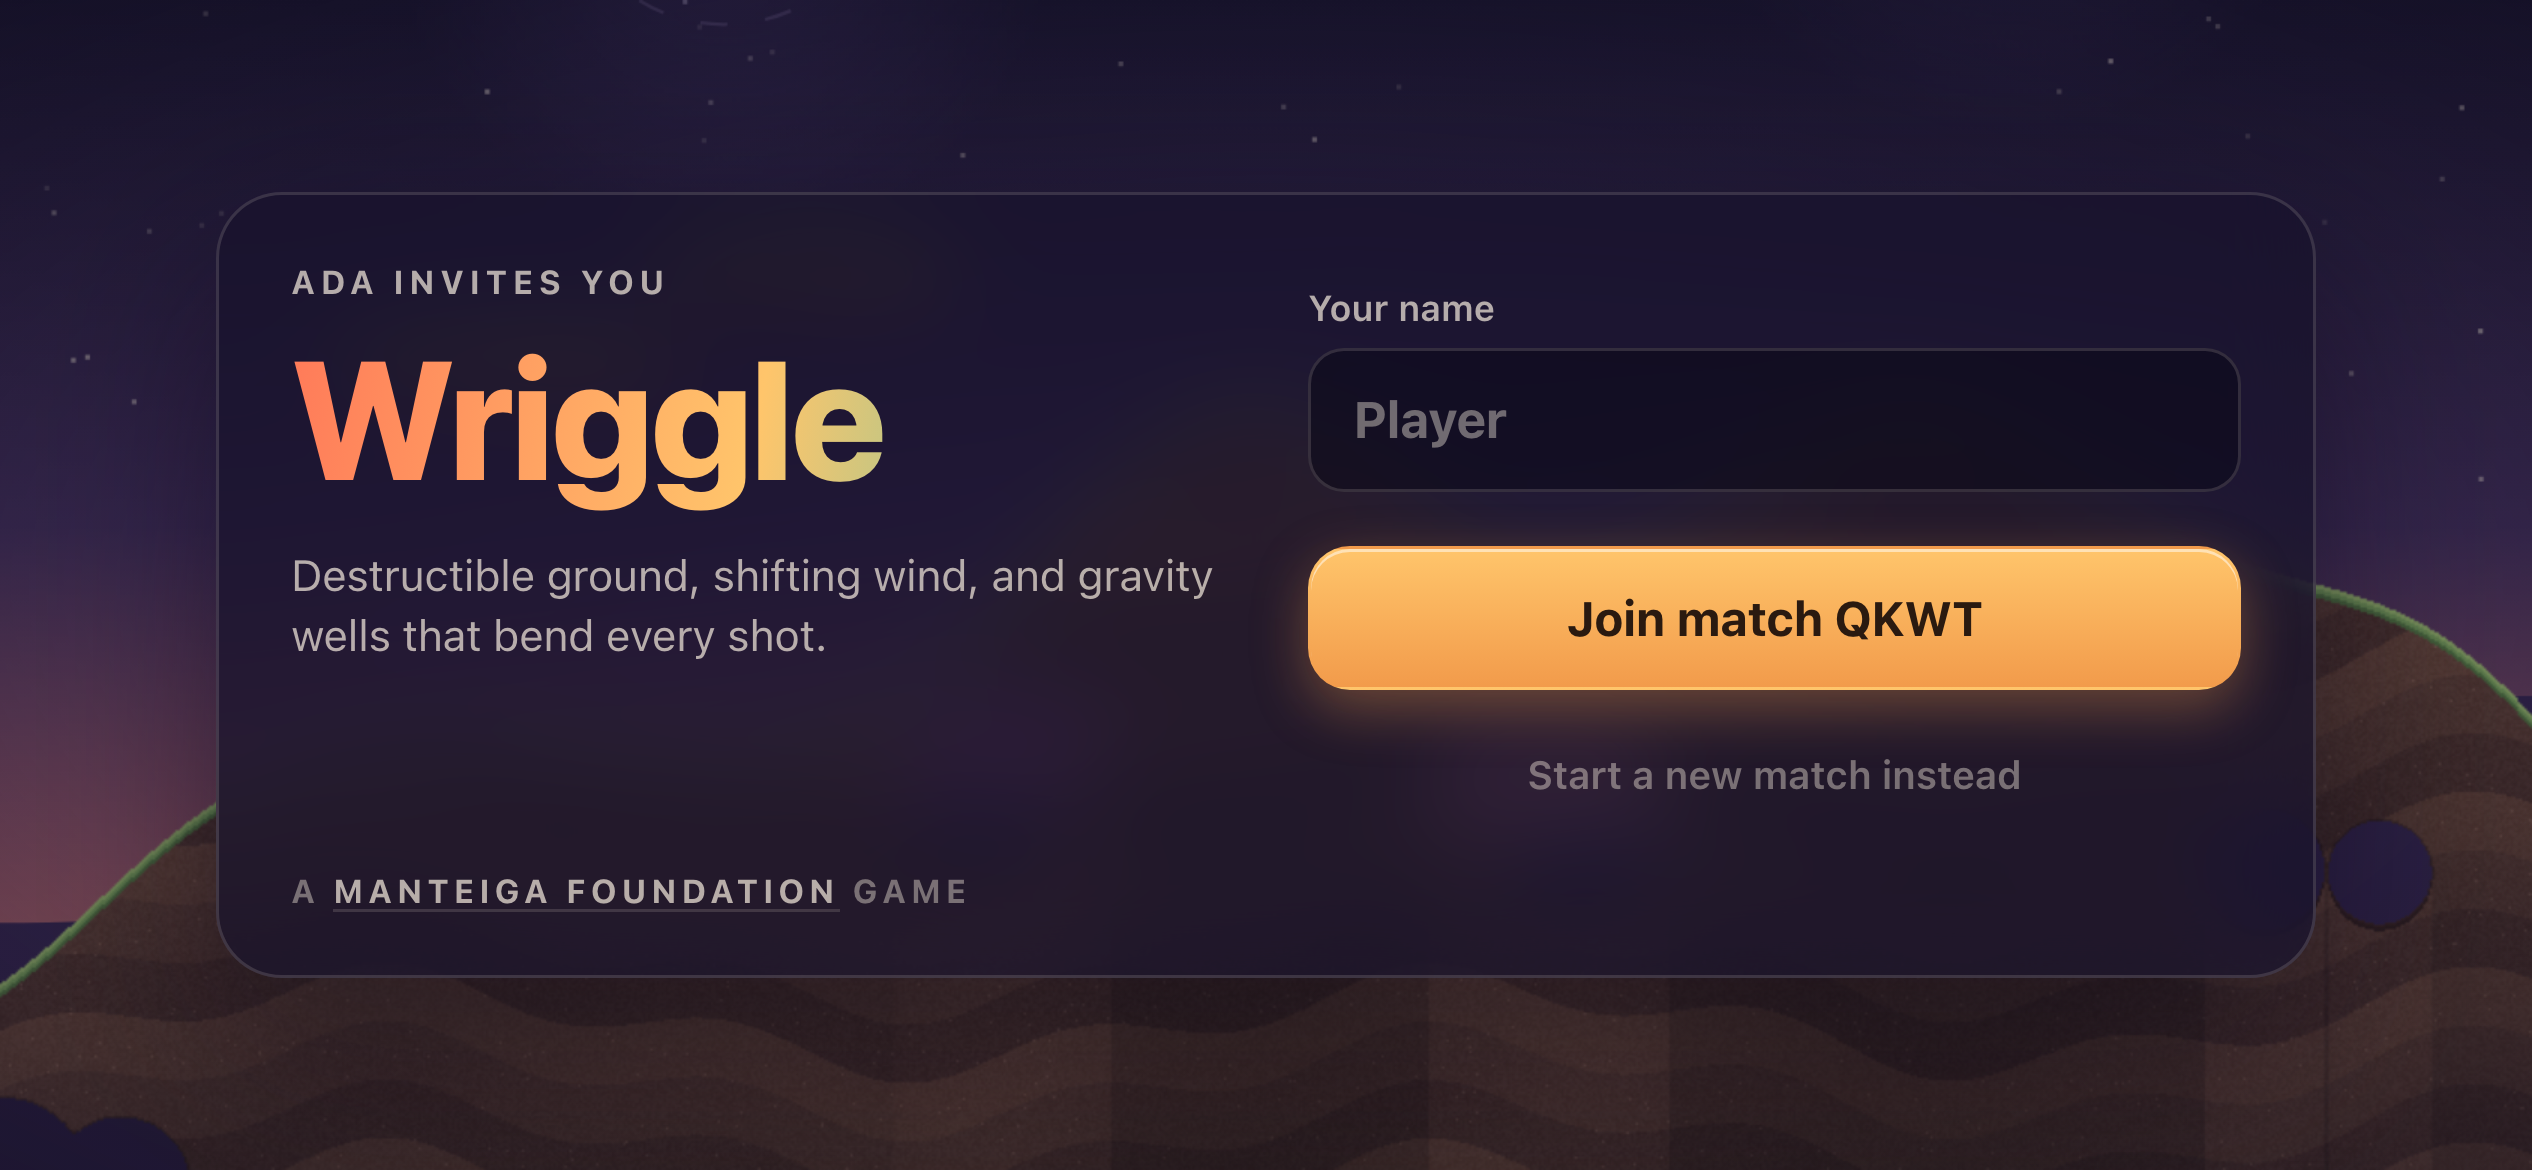 ADA INVITES YOU
Wriggle
Destructible ground, shifting wind, and gravity
wells that bend every shot.
A MANTEIGA FOUNDATION GAME
Your name
Player
Join match QKWT
Start a new match instead